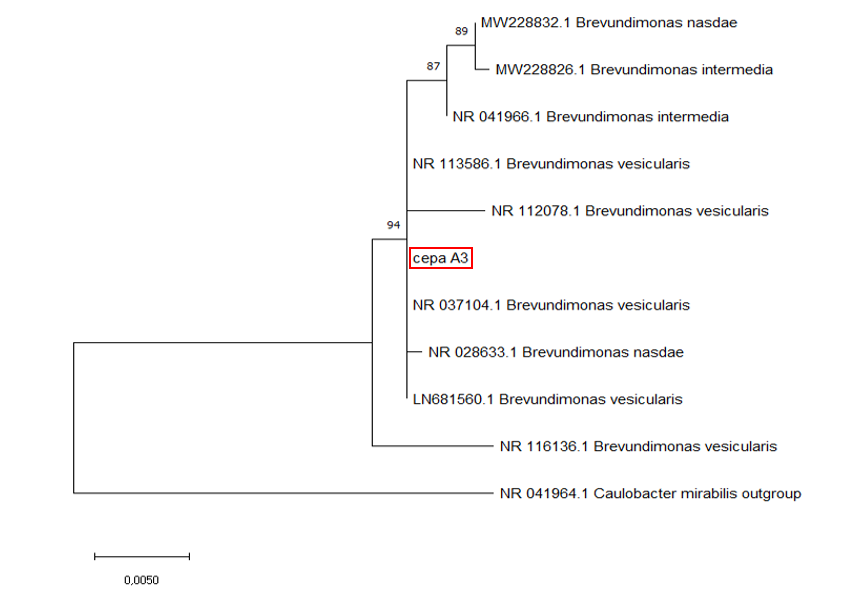 89
MW228832.1 Brevundimonas nasdae
87
MW228826.1 Brevundimonas intermedia
NR 041966.1 Brevundimonas intermedia
NR 113586.1 Brevundimonas vesicularis
NR 112078.1 Brevundimonas vesicularis
94
cepa A3
NR 037104.1 Brevundimonas vesicularis
NR 028633.1 Brevundimonas nasdae
LN681560.1 Brevundimonas vesicularis
NR 116136.1 Brevundimonas vesicularis
NR 041964.1 Caulobacter mirabilis outgroup
0,0050